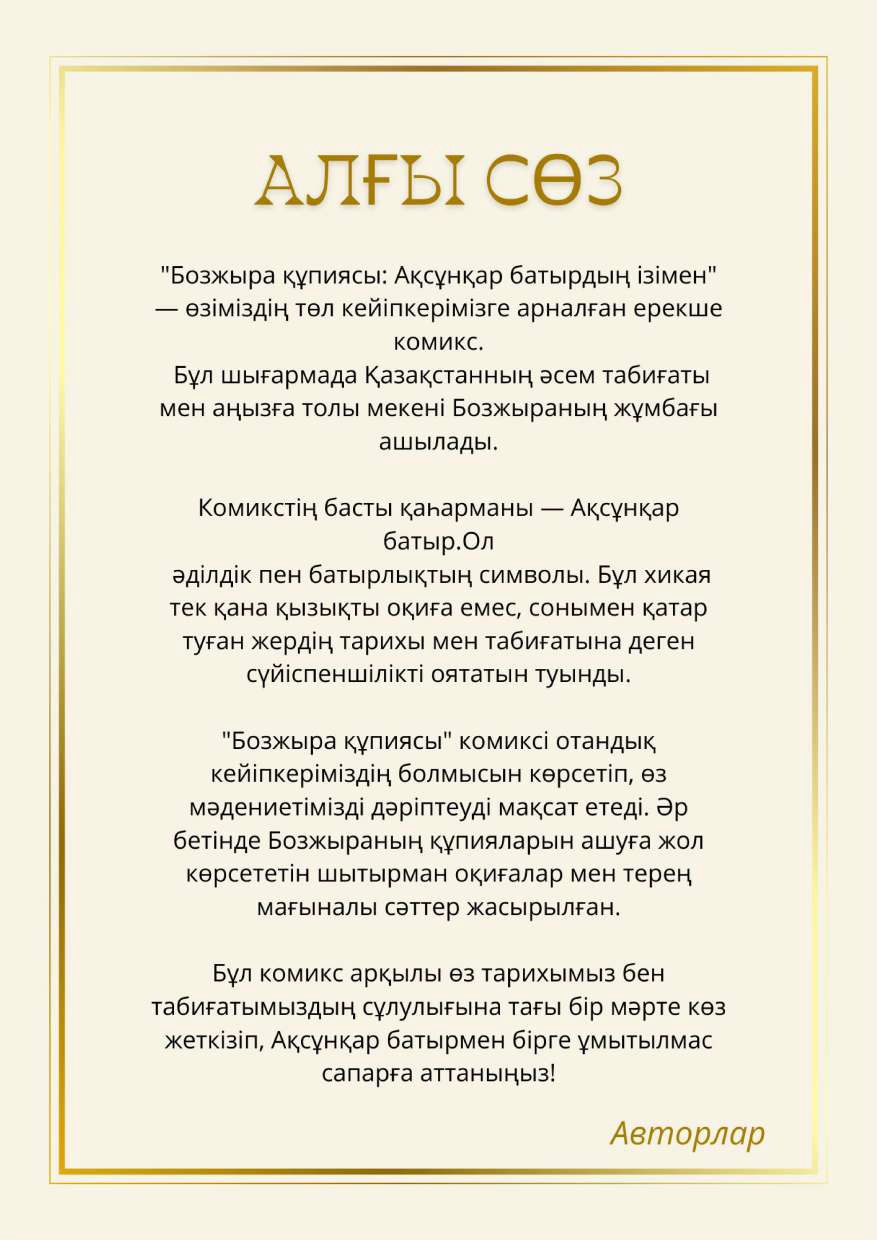 АЛҒЫ СӨЗ
"Бозжыра құпиясы: Ақсұнқар батырдың ізімен"
— өзіміздің төл кейіпкерімізге арналған ерекше
комикс.
Бұл шығармада Қазақстанның әсем табиғаты
мен аңызға толы мекені Бозжыраның жұмбағы
ашылады.
Комикстің басты қаһарманы — Ақсұнқар
батыр.Ол
әділдік пен батырлықтың символы. Бұл хикая
тек қана қызықты оқиға емес, сонымен қатар
туған жердің тарихы мен табиғатына деген
сүйіспеншілікті оятатын туынды.
"Бозжыра құпиясы" комиксі отандық
кейіпкеріміздің болмысын көрсетіп, өз
мәдениетімізді дәріптеуді мақсат етеді. Әр
бетінде Бозжыраның құпияларын ашуға жол
көрсететін шытырман оқиғалар мен терең
мағыналы сәттер жасырылған.
Бұл комикс арқылы өз тарихымыз бен
табиғатымыздың сұлулығына тағы бір мәрте көз
жеткізіп, Ақсұнқар батырмен бірге ұмытылмас
сапарға аттаныңыз!
Авторлар